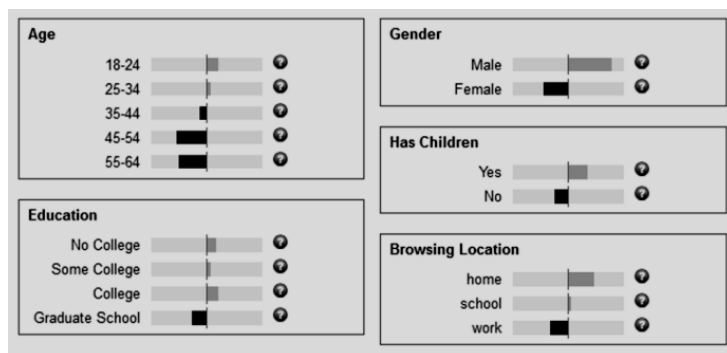 Age
18-24
25-34
35-44
45-54
55-64
Education
No College
Some College
College
Graduate School
Gender
Male
Female
Has Children
Yes
No
Browsing Location
home
school
work